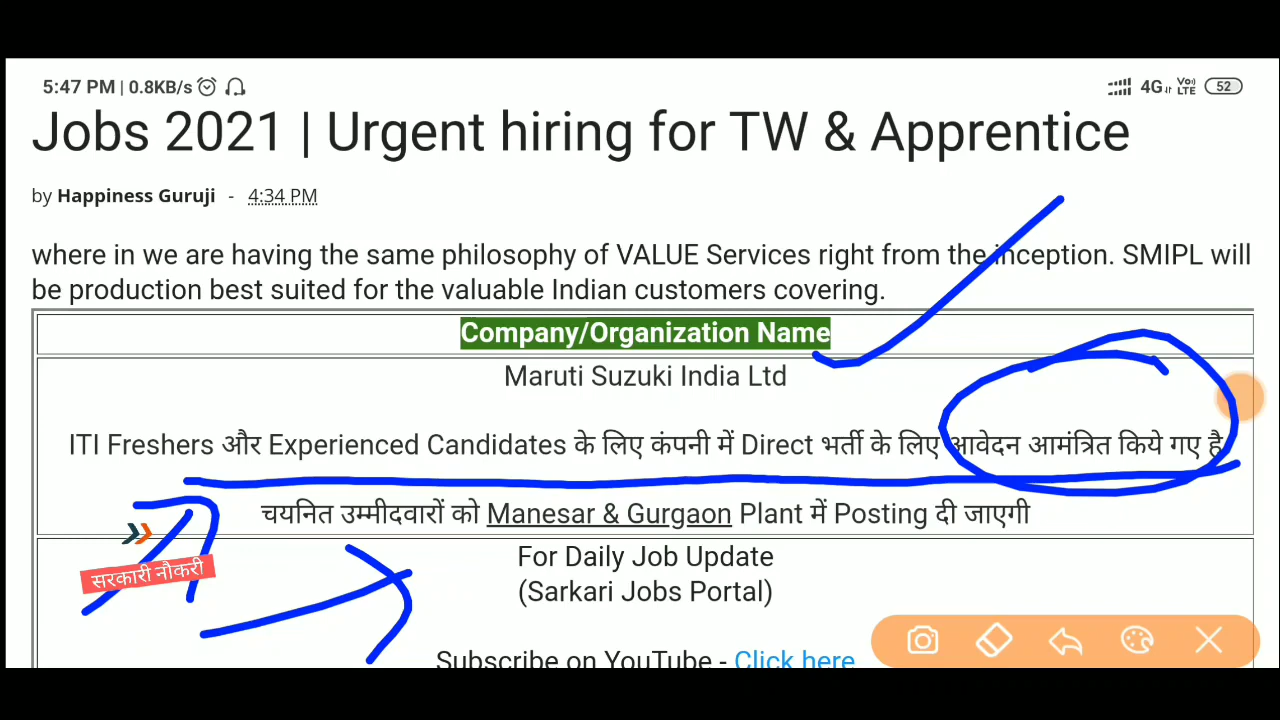 5:47 PM | 0.8KB/s 4G Vo)) LTE 52
Jobs 2021 | Urgent hiring for TW & Apprentice
by Happiness Guruji - 4:34 PM
where in we are having the same philosophy of VALUE Services right from the inception. SMIPL will
be production best suited for the valuable Indian customers covering.
Company/Organization Name
Maruti Suzuki India Ltd
ITI Freshers और Experienced Candidates के लिए कंपनी में Direct भर्ती के लिए आवेदन आमंत्रित किये गए है
चयनित उम्मीदवारों को Manesar & Gurgaon Plant में Posting दी जाएगी
सरकारी नौकरी
For Daily Job Update
(Sarkari Jobs Portal)
Subscribe on YouTube - Click here